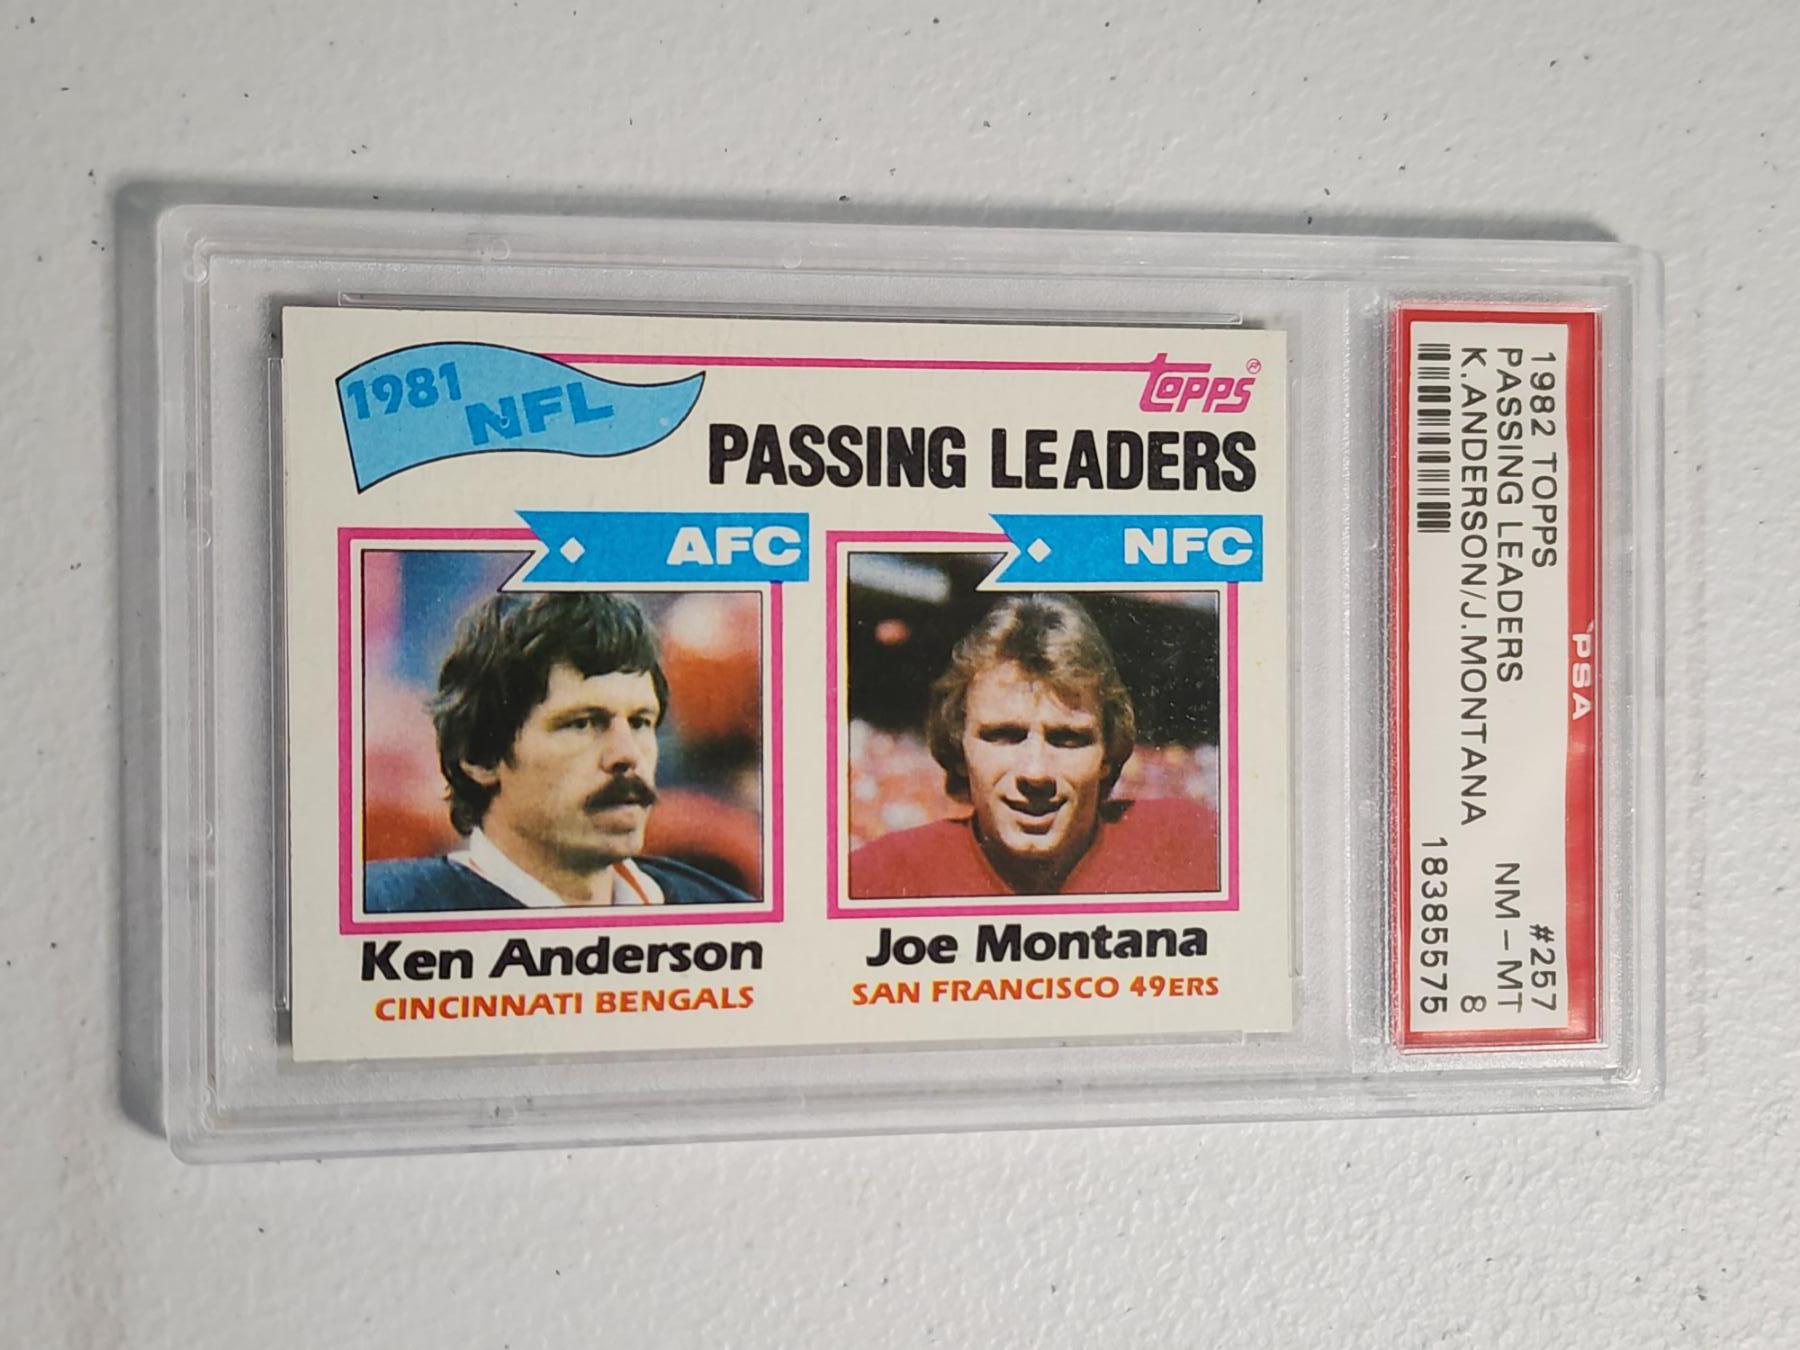 1981 NFL
topps®
PASSING LEADERS
AFC
NFC
Ken Anderson
CINCINNATI BENGALS
Joe Montana
SAN FRANCISCO 49ERS
PSA
1982 TOPPS #257
PASSING LEADERS NM-MT
K.ANDERSON/J.MONTANA 8
18385575